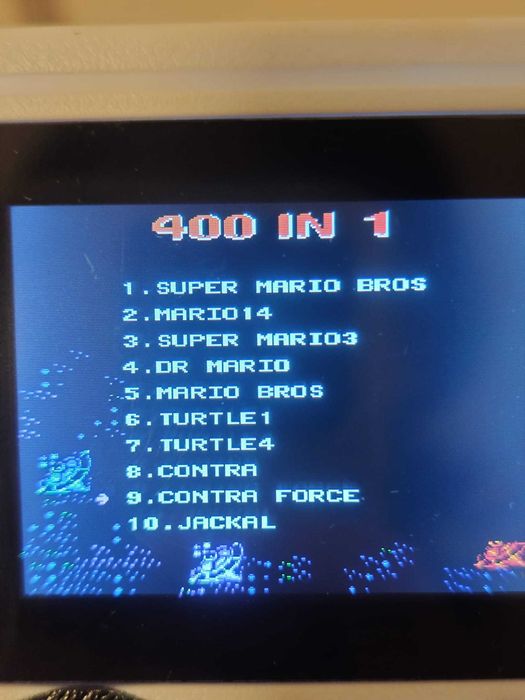 400 IN 1
1.SUPER MARIO BROS
2.MARIO14
3.SUPER MARIO3
4.DR MARIO
5.MARIO BROS
6.TURTLE1
7.TURTLE4
8.CONTRA
9.CONTRA FORCE
10.JACKAL